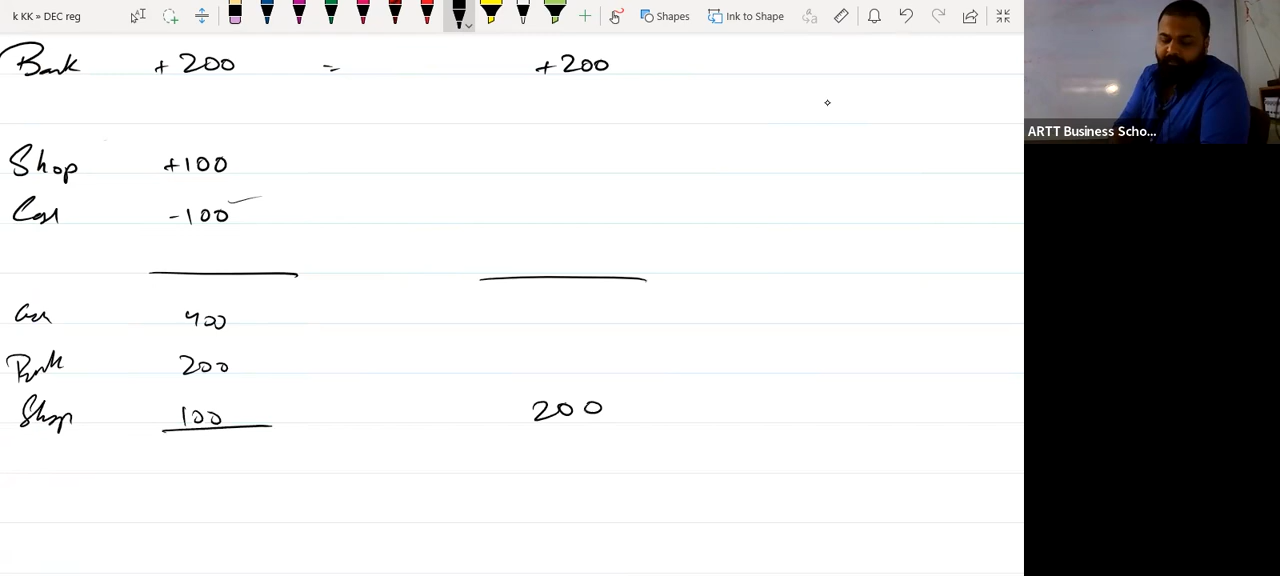 k KK » DEC reg
Shapes
Ink to Shape
Bank +200 = +200
Shop +100
Cash -100
Cash 400
Bank 200
Shop 100 200
ARTT Business Scho...